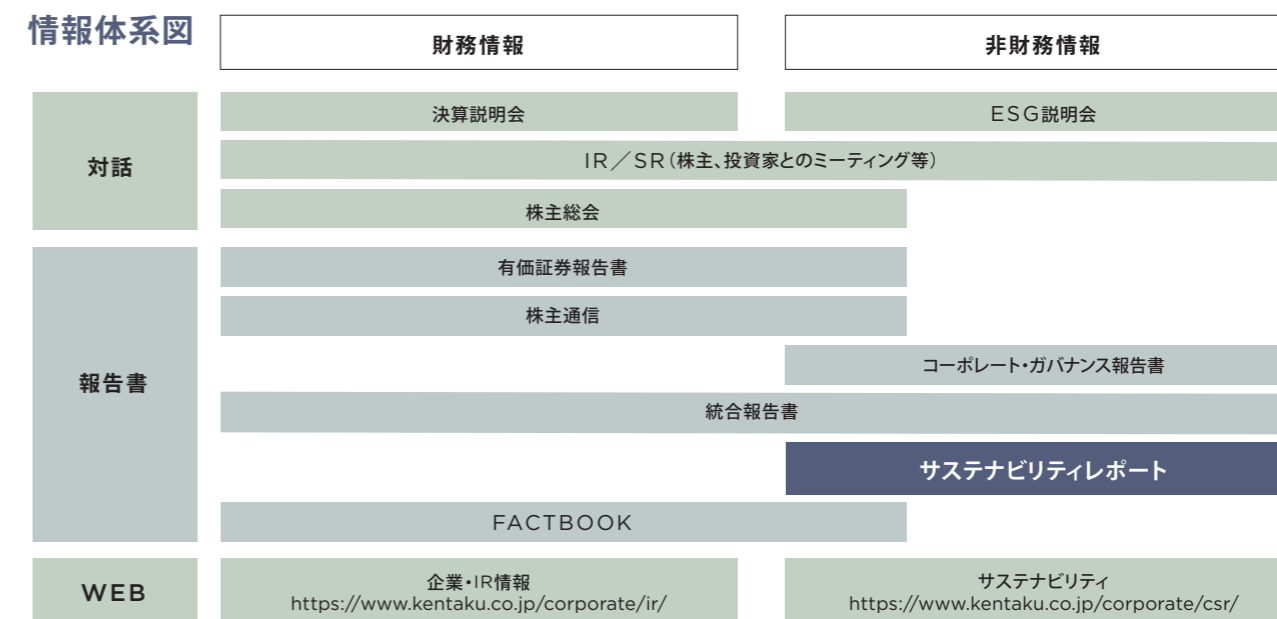 情報体系図
財務情報
非財務情報
対話
決算説明会
ESG説明会
IR／SR（株主、投資家とのミーティング等）
株主総会
報告書
有価証券報告書
株主通信
コーポレート・ガバナンス報告書
統合報告書
サステナビリティレポート
FACTBOOK
WEB
企業・IR情報
https://www.kentaku.co.jp/corporate/ir/
サステナビリティ
https://www.kentaku.co.jp/corporate/csr/